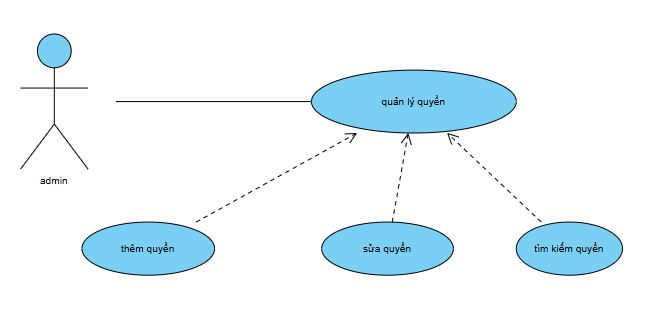 quản lý quyền
admin
thêm quyền
sửa quyền
tìm kiếm quyền